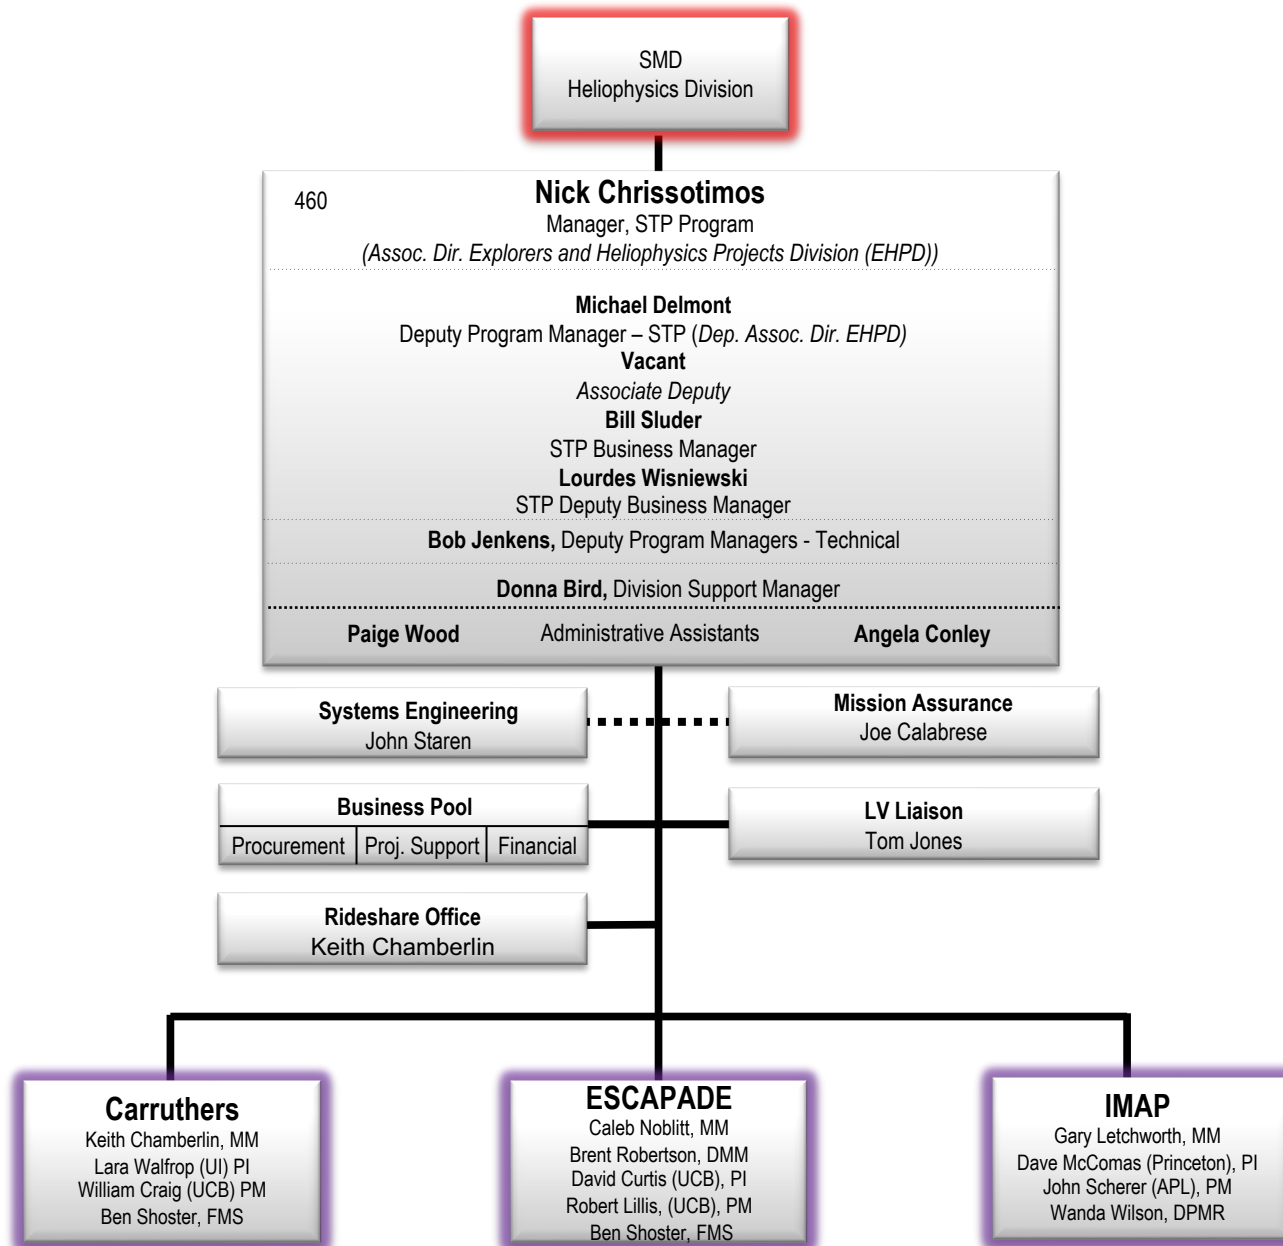 SMD
Heliophysics Division
460
Nick Chrissotimos
Manager, STP Program
(Assoc. Dir. Explorers and Heliophysics Projects Division (EHPD))
Michael Delmont
Deputy Program Manager – STP (Dep. Assoc. Dir. EHPD)
Vacant
Associate Deputy
Bill Sluder
STP Business Manager
Lourdes Wisniewski
STP Deputy Business Manager
Bob Jenkens, Deputy Program Managers - Technical
Donna Bird, Division Support Manager
Paige Wood Administrative Assistants Angela Conley
Systems Engineering
John Staren
Mission Assurance
Joe Calabrese
Business Pool
Procurement Proj. Support Financial
LV Liaison
Tom Jones
Rideshare Office
Keith Chamberlin
Carruthers
Keith Chamberlin, MM
Lara Walfrop (UI) PI
William Craig (UCB) PM
Ben Shoster, FMS
ESCAPADE
Caleb Noblitt, MM
Brent Robertson, DMM
David Curtis (UCB), PI
Robert Lillis, (UCB), PM
Ben Shoster, FMS
IMAP
Gary Letchworth, MM
Dave McComas (Princeton), PI
John Scherer (APL), PM
Wanda Wilson, DPMR